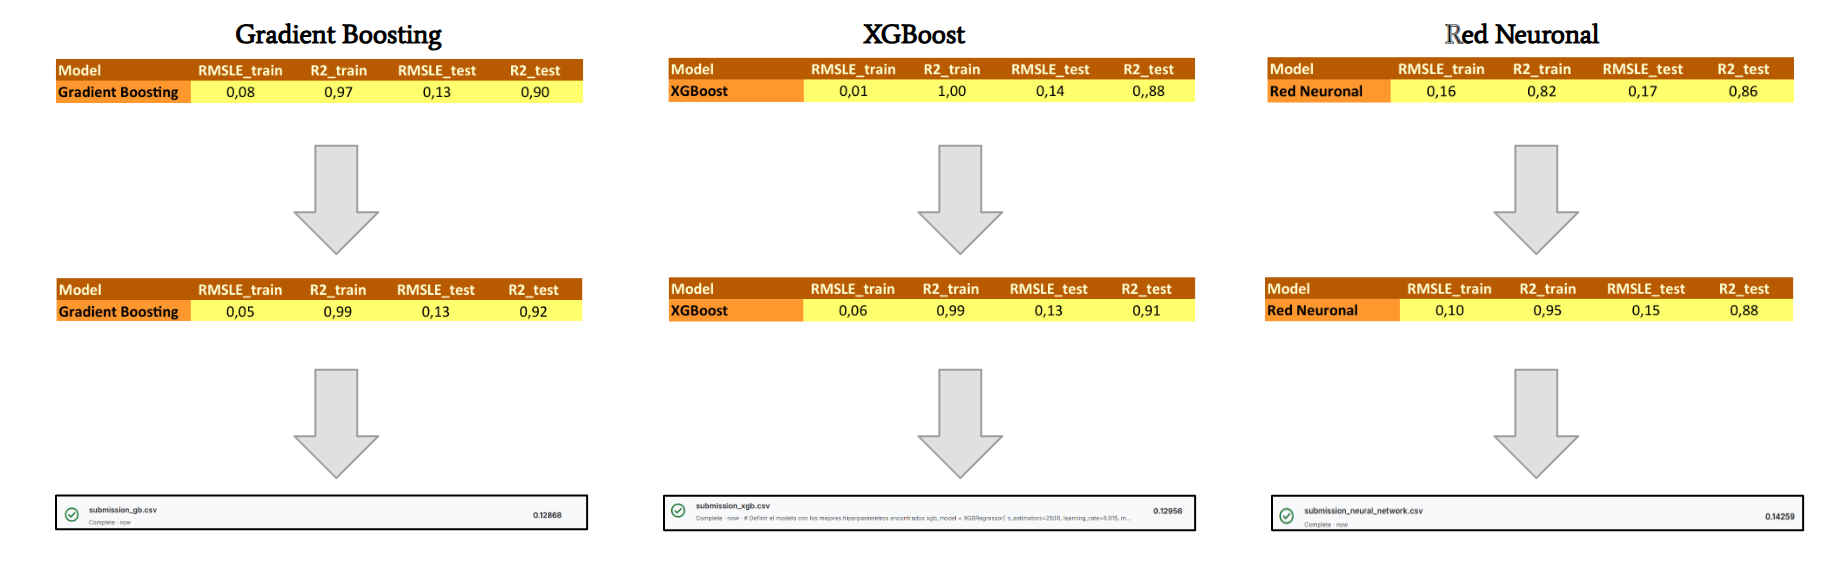 Gradient Boosting
Model RMSLE_train R2_train RMSLE_test R2_test
Gradient Boosting 0,08 0,97 0,13 0,90
Gradient Boosting 0,05 0,99 0,13 0,92
Model RMSLE_train R2_train RMSLE_test R2_test
submission_gb.csv
Complete · now
0.12868
XGBoost
Model RMSLE_train R2_train RMSLE_test R2_test
XGBoost 0,01 1,00 0,14 0,,88
Model RMSLE_train R2_train RMSLE_test R2_test
XGBoost 0,06 0,99 0,13 0,91
submission_xgb.csv
Complete · now · # Definir el modelo con los mejores hiperparámetros encontrados xgb_model = XGBRegressor( n_estimators=2500, learning_rate=0.015, m...
0.12956
Red Neuronal
Model RMSLE_train R2_train RMSLE_test R2_test
Red Neuronal 0,16 0,82 0,17 0,86
Model RMSLE_train R2_train RMSLE_test R2_test
Red Neuronal 0,10 0,95 0,15 0,88
submission_neural_network.csv
Complete · now
0.14259